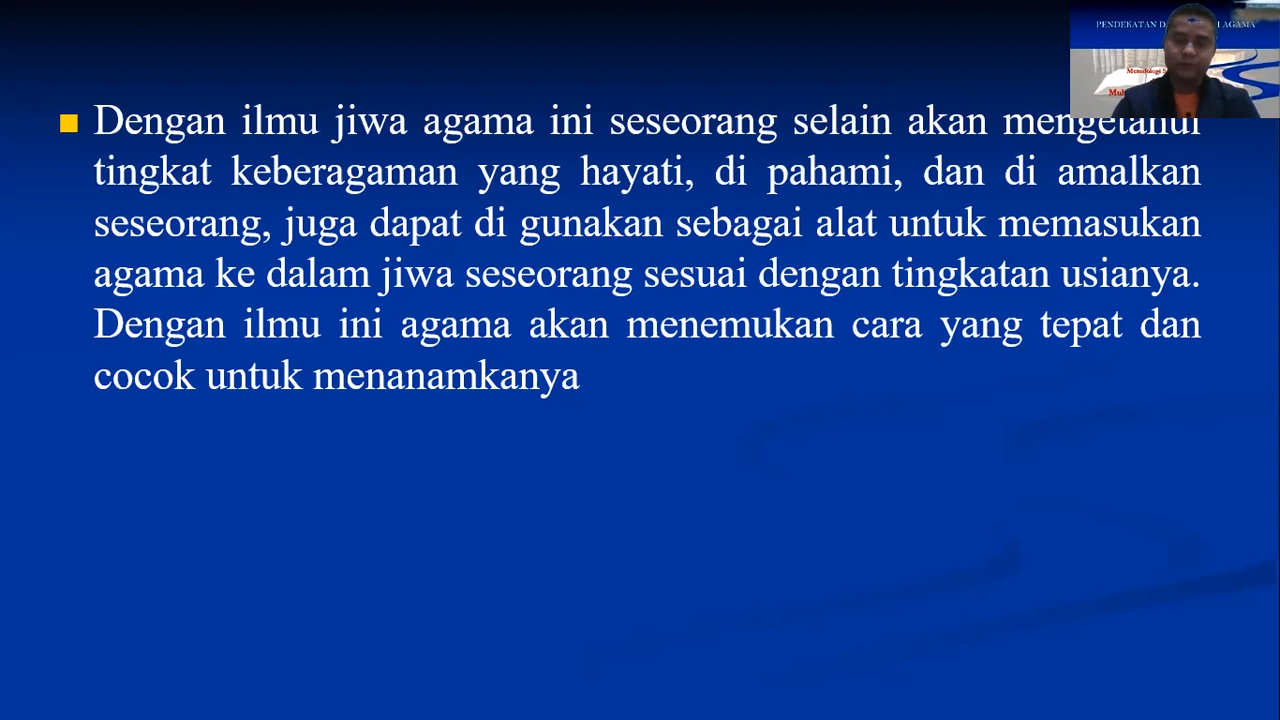 PENDEKATAN AGAMA
Metodologi
Dengan ilmu jiwa agama ini seseorang selain akan mengetahui
tingkat keberagaman yang hayati, di pahami, dan di amalkan
seseorang, juga dapat di gunakan sebagai alat untuk memasukan
agama ke dalam jiwa seseorang sesuai dengan tingkatan usianya.
Dengan ilmu ini agama akan menemukan cara yang tepat dan
cocok untuk menanamkanya